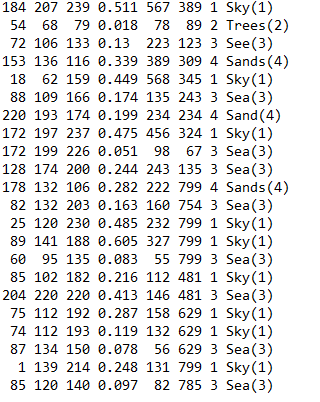 184 207 239 0.511 567 389 1 Sky(1)
54 68 79 0.018 78 89 2 Trees(2)
72 106 133 0.13 223 123 3 See(3)
153 136 116 0.339 389 309 4 Sands(4)
18 62 159 0.449 568 345 1 Sky(1)
88 109 166 0.174 135 243 3 Sea(3)
220 193 174 0.199 234 234 4 Sand(4)
172 197 237 0.475 456 324 1 Sky(1)
172 199 226 0.051 98 67 3 Sea(3)
128 174 200 0.244 243 135 3 Sea(3)
178 132 106 0.282 222 799 4 Sands(4)
82 132 203 0.163 160 754 3 Sea(3)
25 120 230 0.485 232 799 1 Sky(1)
89 141 188 0.605 327 799 1 Sky(1)
60 95 135 0.083 55 799 3 Sea(3)
85 102 182 0.216 112 481 1 Sky(1)
204 220 220 0.413 146 481 3 Sea(3)
75 112 192 0.287 158 629 1 Sky(1)
74 112 193 0.119 132 629 1 Sky(1)
87 134 150 0.078 56 629 3 Sea(3)
1 139 214 0.248 131 799 1 Sky(1)
85 120 140 0.097 82 785 3 Sea(3)